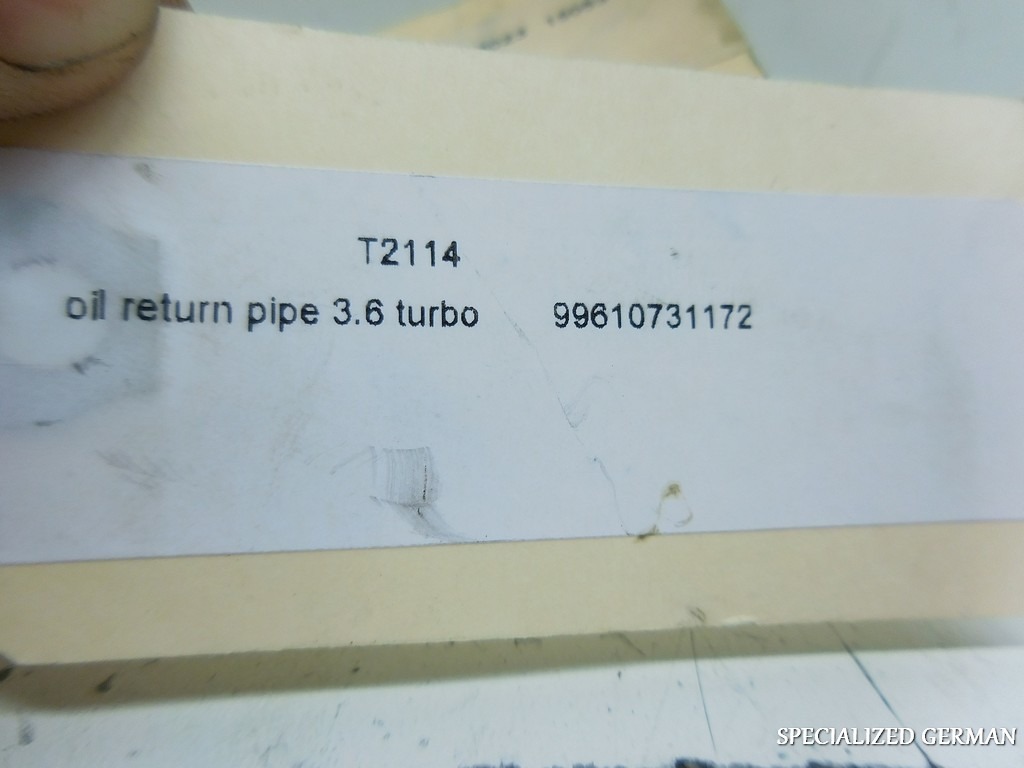 T2114
oil return pipe 3.6 turbo 99610731172
SPECIALIZED GERMAN